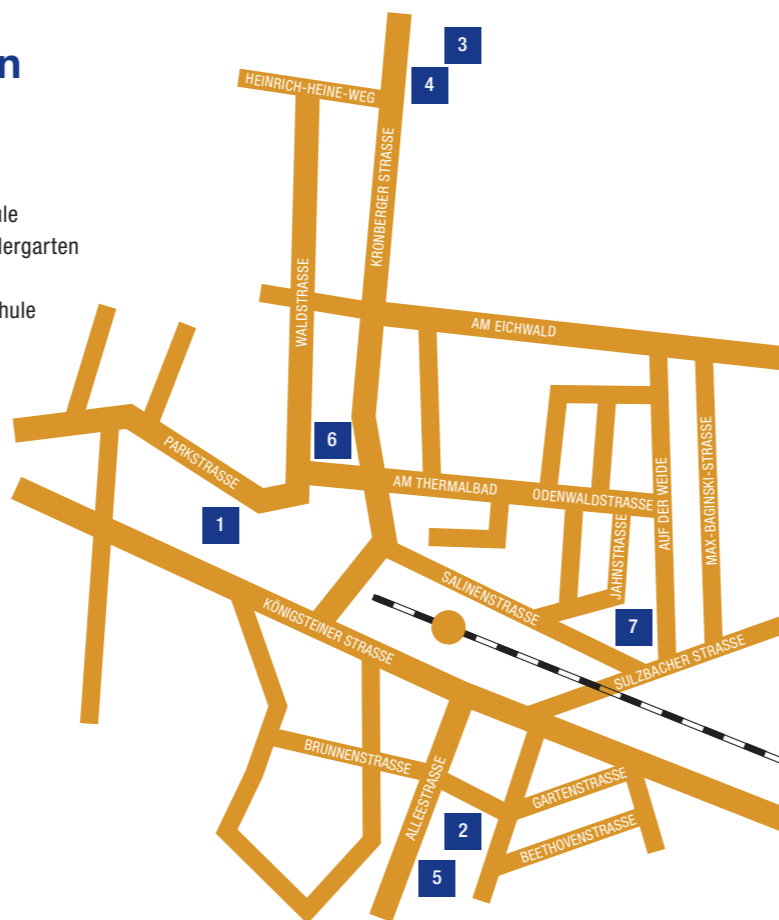 n
3
4
HEINRICH-HEINE-WEG
KRONBERGER STRASSE
ule
dergarten
hule
WALDSTRASSE
AM EICHWALD
6
PARKSTRASSE
AM THERMALBAD
ODENWALDSTRASSE
AUF DER WEIDE
MAX-BAGINSKI-STRASSE
1
JAHNSTRASSE
SALINENSTRASSE
KÖNIGSTEINER STRASSE
7
SULZBACHER STRASSE
BRUNNENSTRASSE
ALLEESTRASSE
GARTENSTRASSE
2
BEETHOVENSTRASSE
5